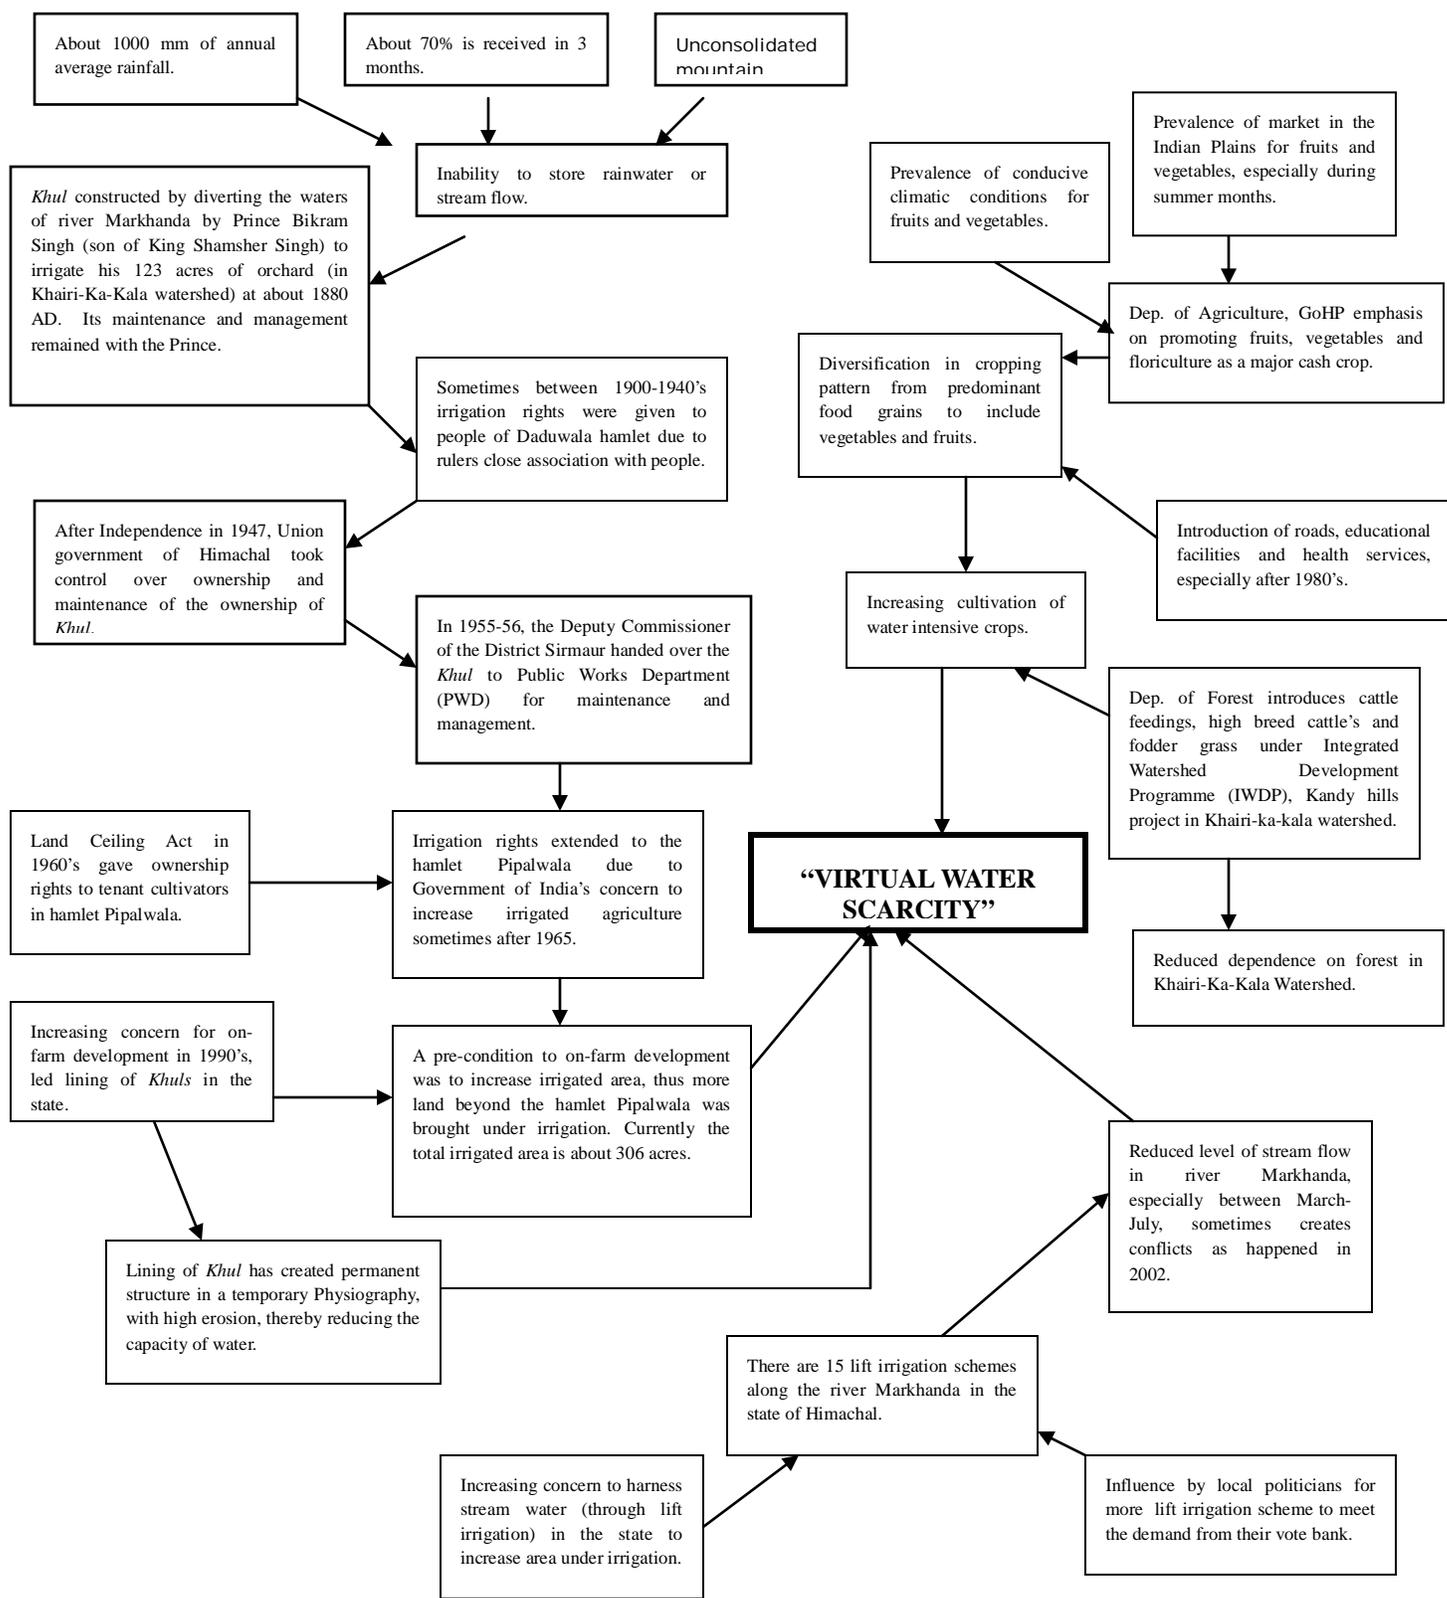 About 1000 mm of annual
average rainfall.
About 70% is received in 3
months.
Unconsolidated
mountain
Inability to store rainwater or
stream flow.
Khul constructed by diverting the waters
of river Markhanda by Prince Bikram
Singh (son of King Shamsher Singh) to
irrigate his 123 acres of orchard (in
Khairi-Ka-Kala watershed) at about 1880
AD. Its maintenance and management
remained with the Prince.
Sometimes between 1900-1940’s
irrigation rights were given to
people of Daduwala hamlet due to
rulers close association with people.
After Independence in 1947, Union
government of Himachal took
control over ownership and
maintenance of the ownership of
Khul.
In 1955-56, the Deputy Commissioner
of the District Sirmaur handed over the
Khul to Public Works Department
(PWD) for maintenance and
management.
Land Ceiling Act in
1960’s gave ownership
rights to tenant cultivators
in hamlet Pipalwala.
Irrigation rights extended to the
hamlet Pipalwala due to
Government of India’s concern to
increase irrigated agriculture
sometimes after 1965.
Increasing concern for on-
farm development in 1990’s,
led lining of Khuls in the
state.
A pre-condition to on-farm development
was to increase irrigated area, thus more
land beyond the hamlet Pipalwala was
brought under irrigation. Currently the
total irrigated area is about 306 acres.
Lining of Khul has created permanent
structure in a temporary Physiography,
with high erosion, thereby reducing the
capacity of water.
Prevalence of conducive
climatic conditions for
fruits and vegetables.
Prevalence of market in the
Indian Plains for fruits and
vegetables, especially during
summer months.
Dep. of Agriculture, GoHP emphasis
on promoting fruits, vegetables and
floriculture as a major cash crop.
Diversification in cropping
pattern from predominant
food grains to include
vegetables and fruits.
Introduction of roads, educational
facilities and health services,
especially after 1980’s.
Increasing cultivation of
water intensive crops.
Dep. of Forest introduces cattle
feedings, high breed cattle’s and
fodder grass under Integrated
Watershed Development
Programme (IWDP), Kandy hills
project in Khairi-ka-kala watershed.
“VIRTUAL WATER
SCARCITY”
Reduced dependence on forest in
Khairi-Ka-Kala Watershed.
Reduced level of stream flow
in river Markhanda,
especially between March-
July, sometimes creates
conflicts as happened in
2002.
There are 15 lift irrigation schemes
along the river Markhanda in the
state of Himachal.
Increasing concern to harness
stream water (through lift
irrigation) in the state to
increase area under irrigation.
Influence by local politicians for
more lift irrigation scheme to meet
the demand from their vote bank.